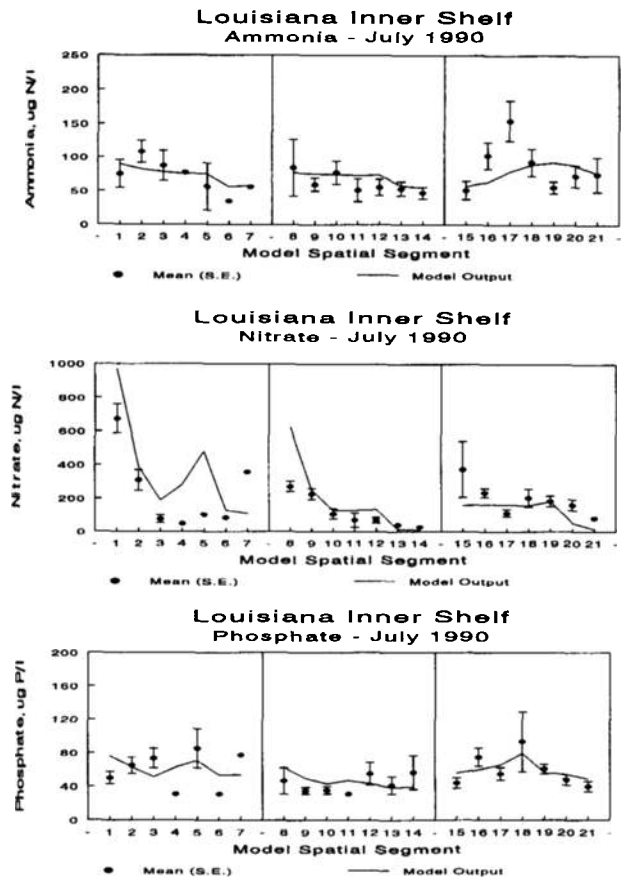 Louisiana Inner Shelf
Ammonia - July 1990
Ammonia, ug N/l
250
200
150
100
50
0
- 1 2 3 4 5 6 7 - 8 9 10 11 12 13 14 - 15 16 17 18 19 20 21 -
Model Spatial Segment
Mean (S.E.) Model Output
Louisiana Inner Shelf
Nitrate - July 1990
Nitrate, ug N/l
1000
800
600
400
200
0
- 1 2 3 4 5 6 7 - 8 9 10 11 12 13 14 - 15 16 17 18 19 20 21 -
Model Spatial Segment
Mean (S.E.) Model Output
Louisiana Inner Shelf
Phosphate - July 1990
Phosphate, ug P/l
200
160
120
80
40
0
- 1 2 3 4 5 6 7 - 8 9 10 11 12 13 14 - 15 16 17 18 19 20 21 -
Model Spatial Segment
Mean (S.E.) Model Output